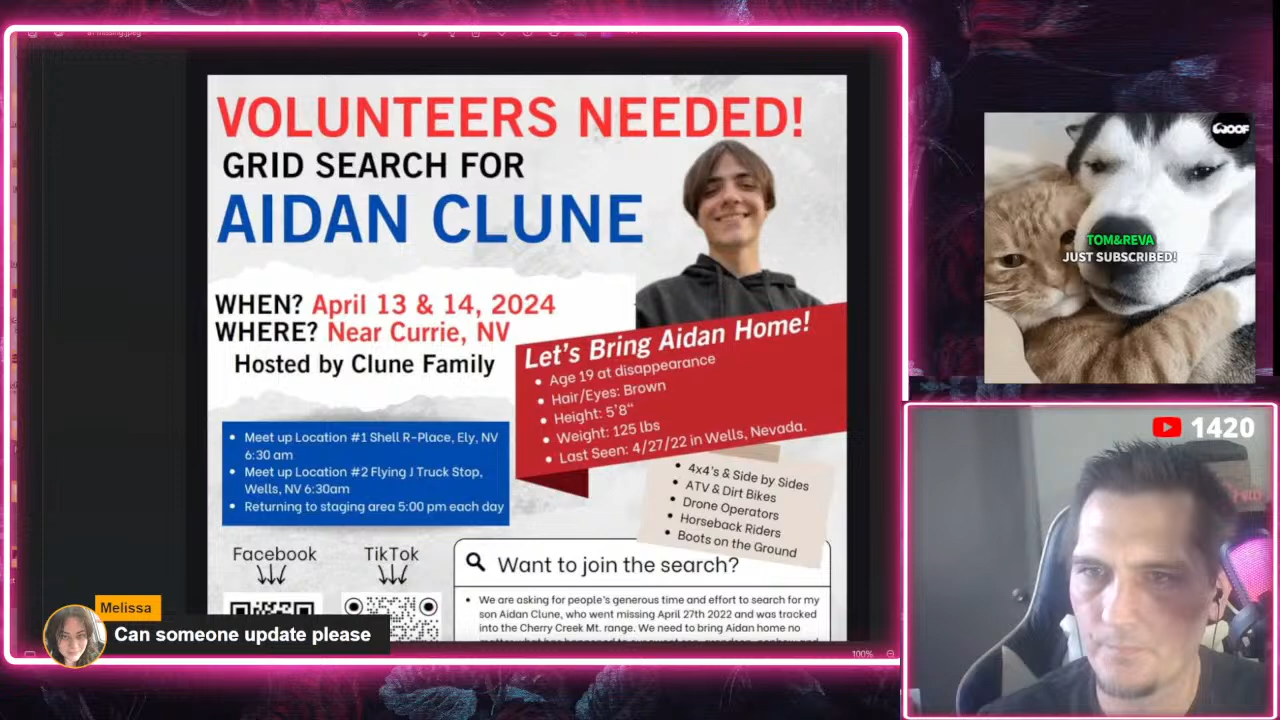 VOLUNTEERS NEEDED!
GRID SEARCH FOR
AIDAN CLUNE
WHEN? April 13 & 14, 2024
WHERE? Near Currie, NV
Hosted by Clune Family
Let's Bring Aidan Home!
• Age 19 at disappearance
• Hair/Eyes: Brown
• Height: 5'8"
• Weight: 125 lbs
• Last Seen: 4/27/22 in Wells, Nevada.
• Meet up Location #1 Shell R-Place, Ely, NV
6:30 am
• Meet up Location #2 Flying J Truck Stop,
Wells, NV 6:30am
• Returning to staging area 5:00 pm each day
• 4x4's & Side by Sides
• ATV & Dirt Bikes
• Drone Operators
• Horseback Riders
• Boots on the Ground
Facebook
TikTok
Want to join the search?
• We are asking for people's generous time and effort to search for my
son Aidan Clune, who went missing April 27th 2022 and was tracked
into the Cherry Creek Mt. range. We need to bring Aidan home no
Melissa
Can someone update please
100%
WOOF
TOM&REVA
JUST SUBSCRIBED!
1420